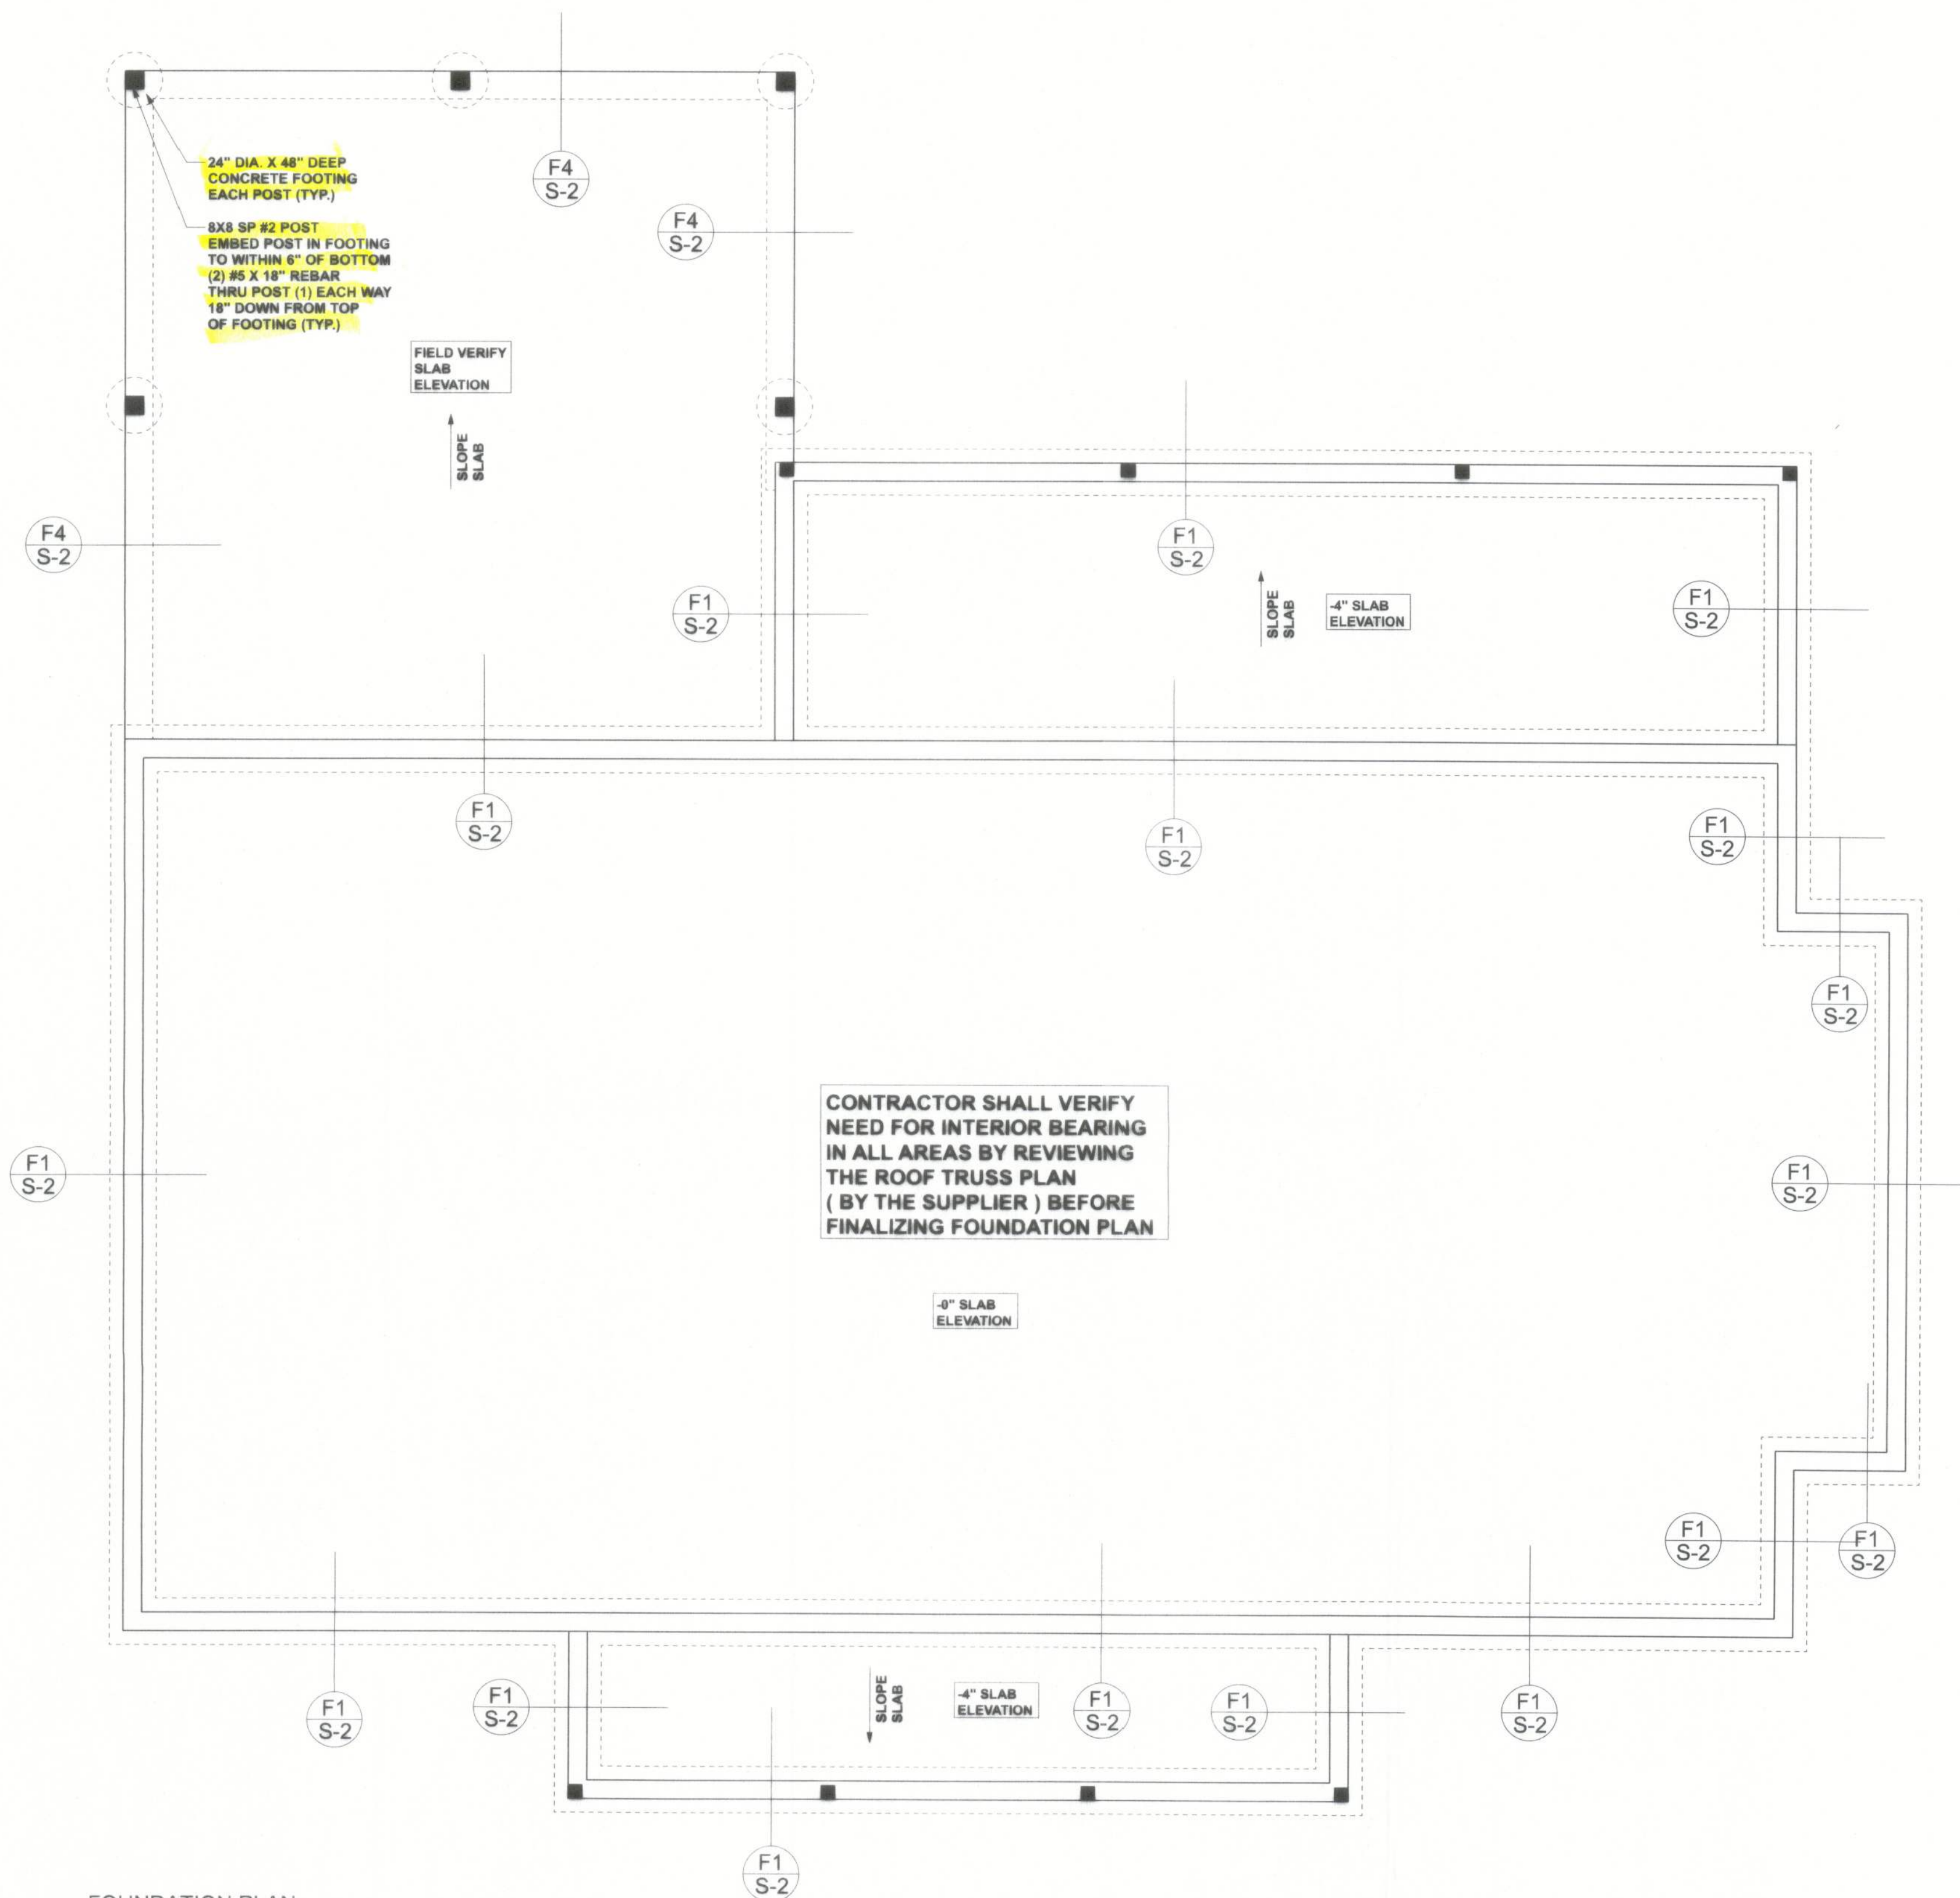 F4
S-2
24" DIA. X 48" DEEP
CONCRETE FOOTING
EACH POST (TYP.)
8X8 SP #2 POST
EMBED POST IN FOOTING
TO WITHIN 6" OF BOTTOM
(2) #5 X 18" REBAR
THRU POST (1) EACH WAY
18" DOWN FROM TOP
OF FOOTING (TYP.)
F4
S-2
FIELD VERIFY
SLAB
ELEVATION
SLOPE
SLAB
F4
S-2
F1
S-2
F1
S-2
SLOPE
SLAB
-4" SLAB
ELEVATION
F1
S-2
F1
S-2
F1
S-2
F1
S-2
F1
S-2
CONTRACTOR SHALL VERIFY
NEED FOR INTERIOR BEARING
IN ALL AREAS BY REVIEWING
THE ROOF TRUSS PLAN
( BY THE SUPPLIER ) BEFORE
FINALIZING FOUNDATION PLAN
F1
S-2
F1
S-2
-0" SLAB
ELEVATION
F1
S-2
F1
S-2
F1
S-2
F1
S-2
SLOPE
SLAB
-4" SLAB
ELEVATION
F1
S-2
F1
S-2
F1
S-2
F1
S-2
FOUNDATION PLAN